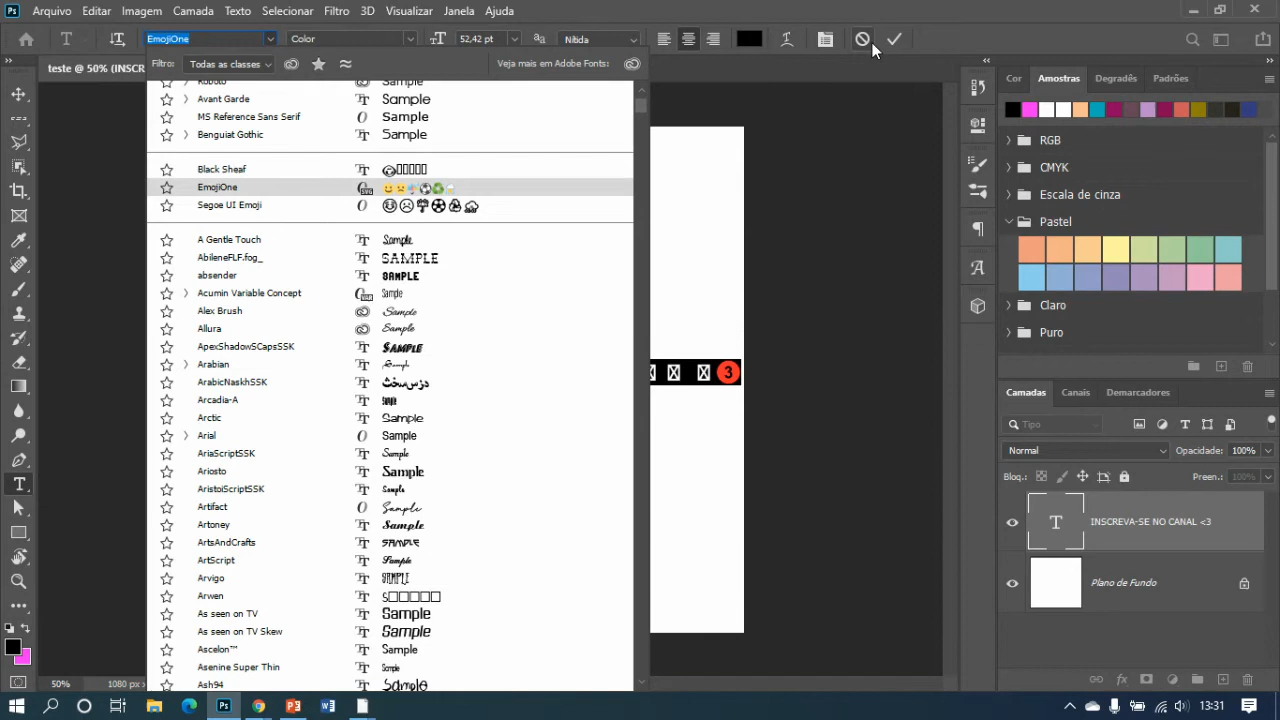 Ps Arquivo Editar Imagem Camada Texto Selecionar Filtro 3D Visualizar Janela Ajuda
EmojiOne Color 52,42 pt aa Nítida
Filtro: Todas as classes Veja mais em Adobe Fonts:
teste @ 50% (INSCR
Roboto Sample
Avant Garde Sample
MS Reference Sans Serif Sample
Benguiat Gothic Sample
Black Sheaf
EmojiOne
Segoe UI Emoji
A Gentle Touch Sample
AbileneFLF.fog_ SAMPLE
absender SAMPLE
Acumin Variable Concept Sample
Alex Brush Sample
Allura Sample
ApexShadowSCapsSSK SAMPLE
Arabian Sample
ArabicNaskhSSK
Arcadia-A Sample
Arctic Sample
Arial Sample
AriaScriptSSK Sample
Ariosto Sample
AristoiScriptSSK Sample
Artifact Sample
Artoney Sample
ArtsAndCrafts SAMPLE
ArtScript Sample
Arvigo SAMPLE
Arwen S
As seen on TV Sample
As seen on TV Skew Sample
Ascelon™ Sample
Asenine Super Thin Sample
Ash94 Sample
3
Cor Amostras Degradês Padrões
RGB
CMYK
Escala de cinza
Pastel
Claro
Puro
Camadas Canais Demarcadores
Tipo
Normal Opacidade: 100%
Bloq.: Preen.: 100%
T INSCREVA-SE NO CANAL <3
Plano de Fundo
50% 1080 px
fx
13:31